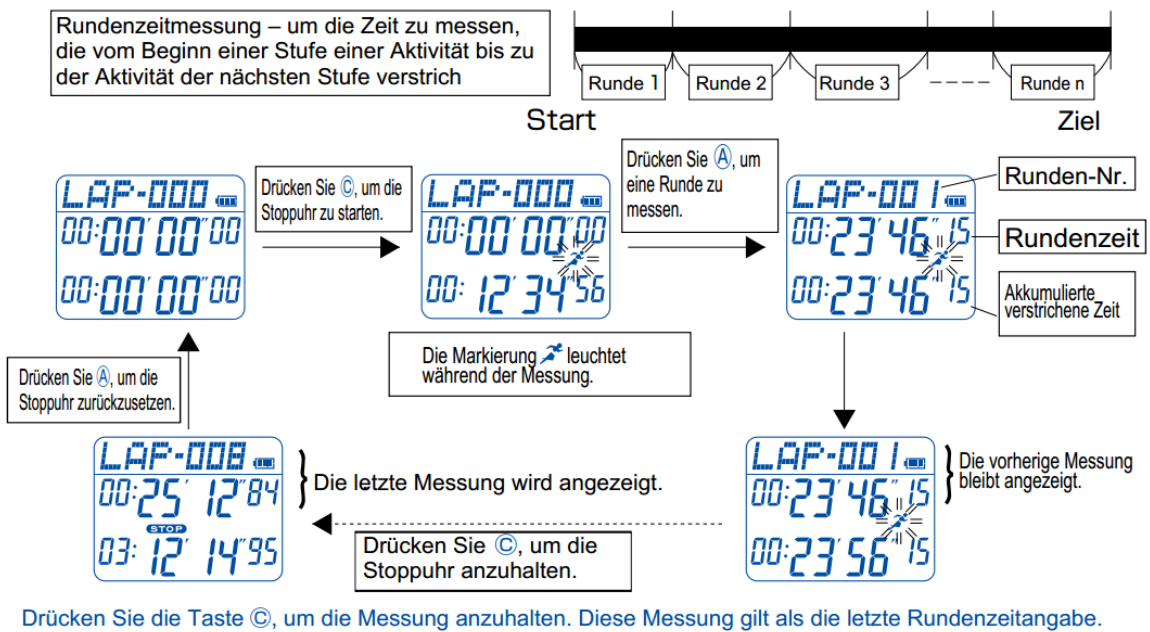 Rundenzeitmessung – um die Zeit zu messen,
die vom Beginn einer Stufe einer Aktivität bis zu
der Aktivität der nächsten Stufe verstrich
Runde 1
Runde 2
Runde 3
Runde n
Start
Ziel
LAP-000
00:00'00"00
00:00'00"00
Drücken Sie Ⓒ, um die
Stoppuhr zu starten.
LAP-000
00:00'00"00
00:12'34"56
Drücken Sie Ⓐ, um
eine Runde zu
messen.
LAP-001
00:23'46"15
00:23'46"15
Runden-Nr.
Rundenzeit
Akkumulierte
verstrichene Zeit
Die Markierung leuchtet
während der Messung.
Drücken Sie Ⓐ, um die
Stoppuhr zurückzusetzen.
LAP-008
00:25'12"84
STOP
03:12'14"95
Die letzte Messung wird angezeigt.
Drücken Sie Ⓒ, um die
Stoppuhr anzuhalten.
LAP-001
00:23'46"15
00:23'56"15
Die vorherige Messung
bleibt angezeigt.
Drücken Sie die Taste Ⓒ, um die Messung anzuhalten. Diese Messung gilt als die letzte Rundenzeitangabe.